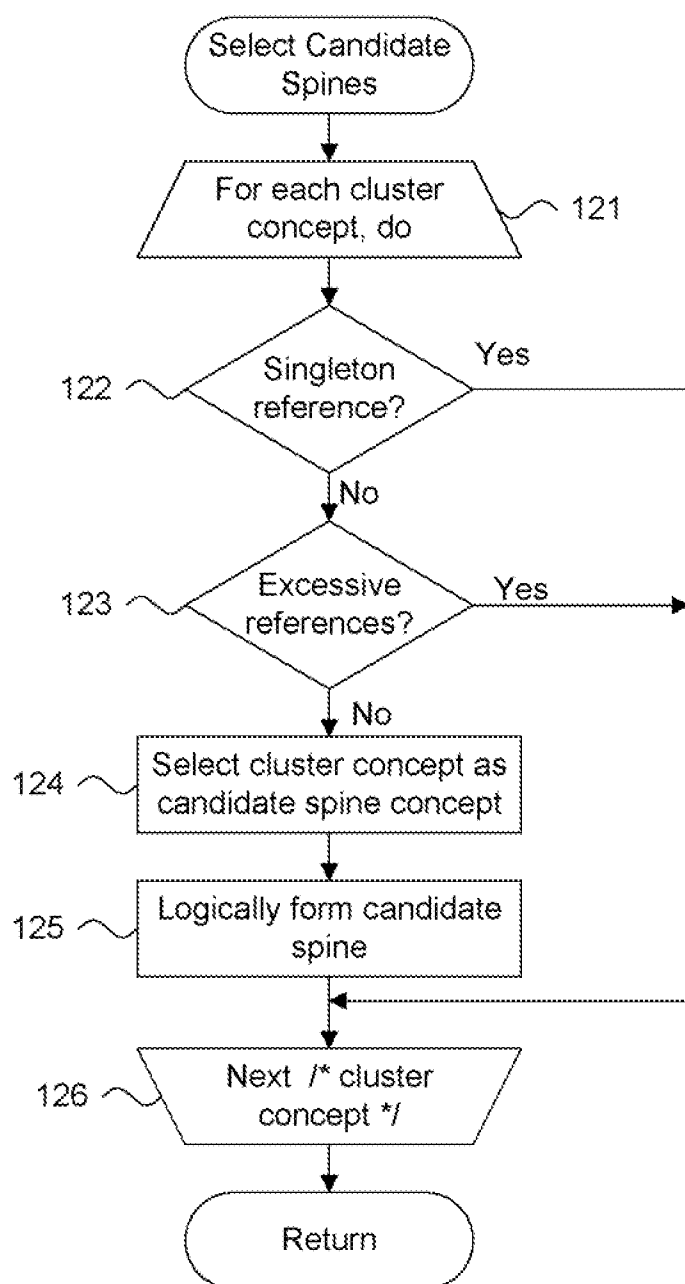 Select Candidate
Spines
For each cluster
concept, do
121
Singleton
reference?
122
Yes
No
Excessive
references?
123
Yes
No
Select cluster concept as
candidate spine concept
124
Logically form candidate
spine
125
Next /* cluster
concept */
126
Return